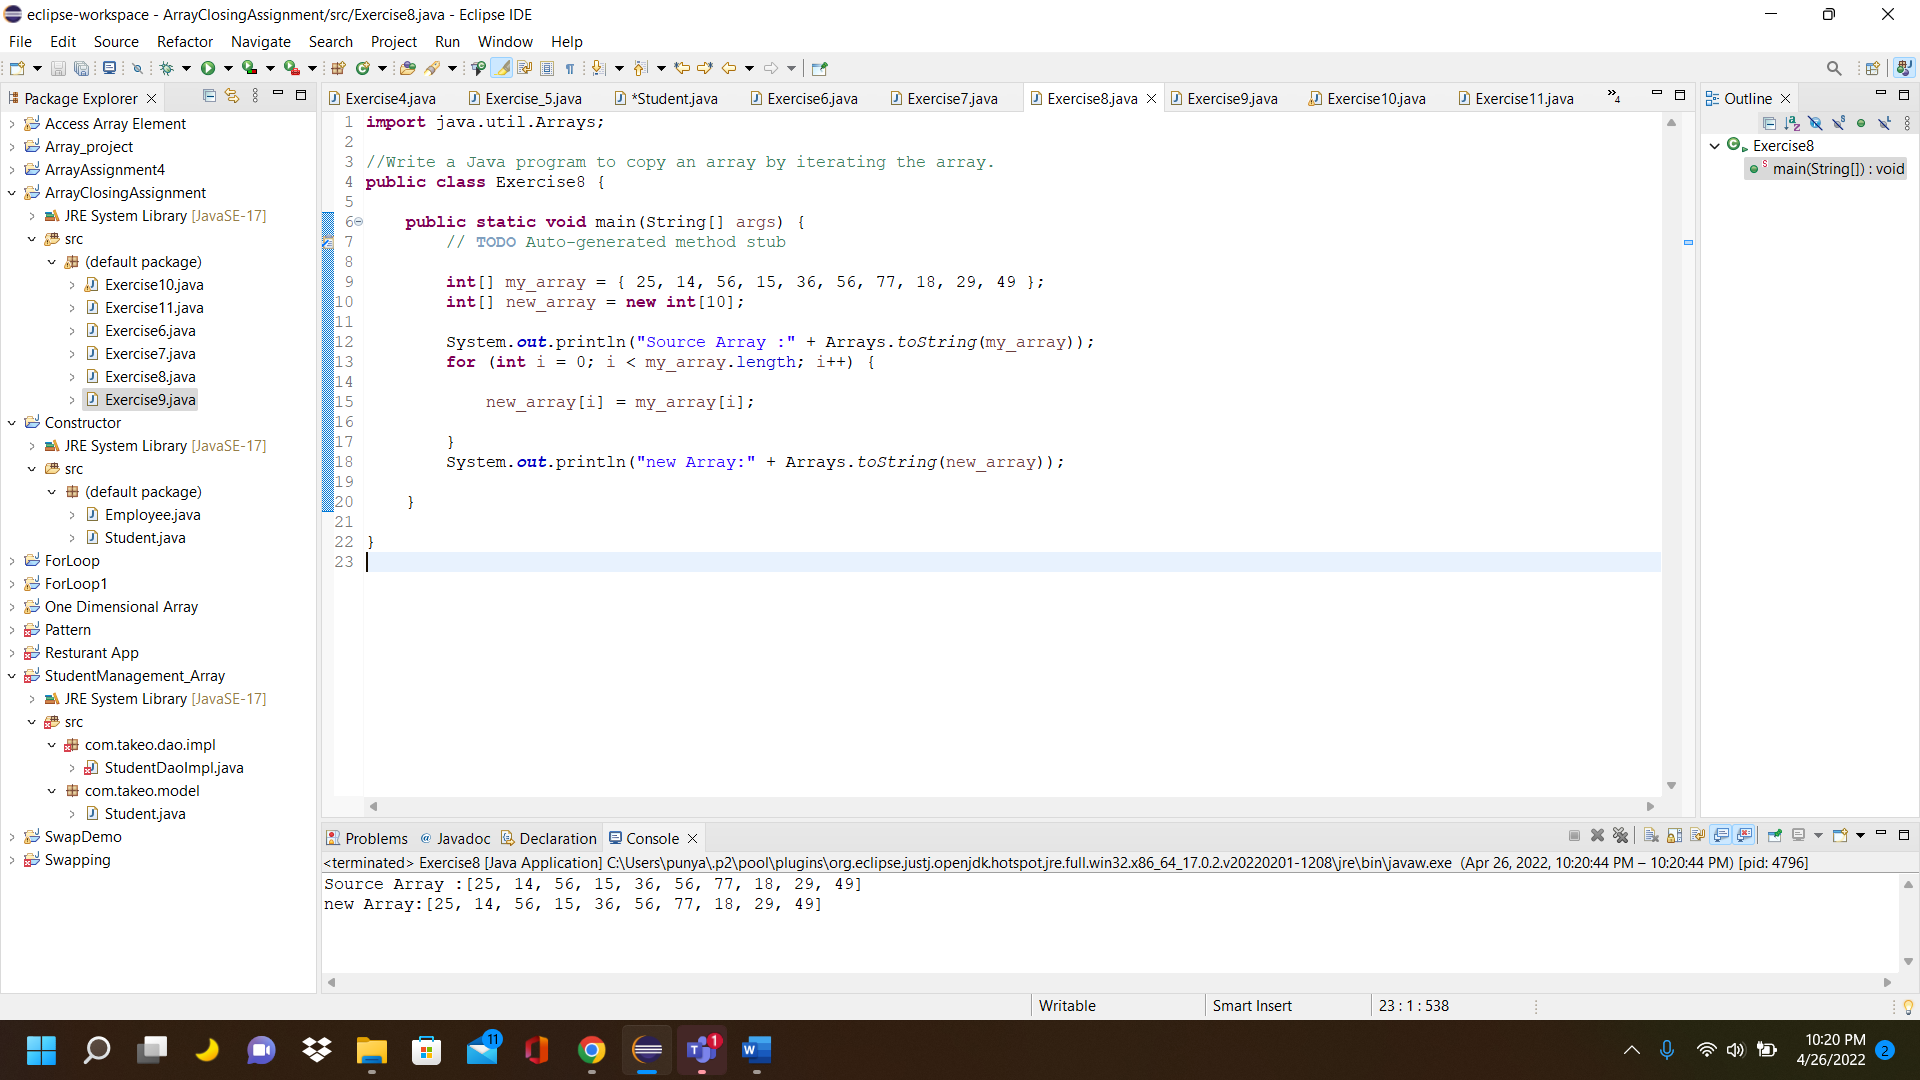 eclipse-workspace - ArrayClosingAssignment/src/Exercise8.java - Eclipse IDE
File Edit Source Refactor Navigate Search Project Run Window Help
Package Explorer
Access Array Element
Array_project
ArrayAssignment4
ArrayClosingAssignment
JRE System Library [JavaSE-17]
src
(default package)
Exercise10.java
Exercise11.java
Exercise6.java
Exercise7.java
Exercise8.java
Exercise9.java
Constructor
JRE System Library [JavaSE-17]
src
(default package)
Employee.java
Student.java
ForLoop
ForLoop1
One Dimensional Array
Pattern
Resturant App
StudentManagement_Array
JRE System Library [JavaSE-17]
src
com.takeo.dao.impl
StudentDaoImpl.java
com.takeo.model
Student.java
SwapDemo
Swapping
Exercise4.java Exercise_5.java *Student.java Exercise6.java Exercise7.java Exercise8.java Exercise9.java Exercise10.java Exercise11.java »4
1 import java.util.Arrays;
2
3 //Write a Java program to copy an array by iterating the array.
4 public class Exercise8 {
5
6 public static void main(String[] args) {
7 // TODO Auto-generated method stub
8
9 int[] my_array = { 25, 14, 56, 15, 36, 56, 77, 18, 29, 49 };
10 int[] new_array = new int[10];
11
12 System.out.println("Source Array :" + Arrays.toString(my_array));
13 for (int i = 0; i < my_array.length; i++) {
14
15 new_array[i] = my_array[i];
16
17 }
18 System.out.println("new Array:" + Arrays.toString(new_array));
19
20 }
21
22 }
23
Outline
Exercise8
main(String[]) : void
Problems @ Javadoc Declaration Console
<terminated> Exercise8 [Java Application] C:\Users\punya\.p2\pool\plugins\org.eclipse.justj.openjdk.hotspot.jre.full.win32.x86_64_17.0.2.v20220201-1208\jre\bin\javaw.exe (Apr 26, 2022, 10:20:44 PM – 10:20:44 PM) [pid: 4796]
Source Array :[25, 14, 56, 15, 36, 56, 77, 18, 29, 49]
new Array:[25, 14, 56, 15, 36, 56, 77, 18, 29, 49]
Writable Smart Insert 23 : 1 : 538
11
1
10:20 PM
4/26/2022
2